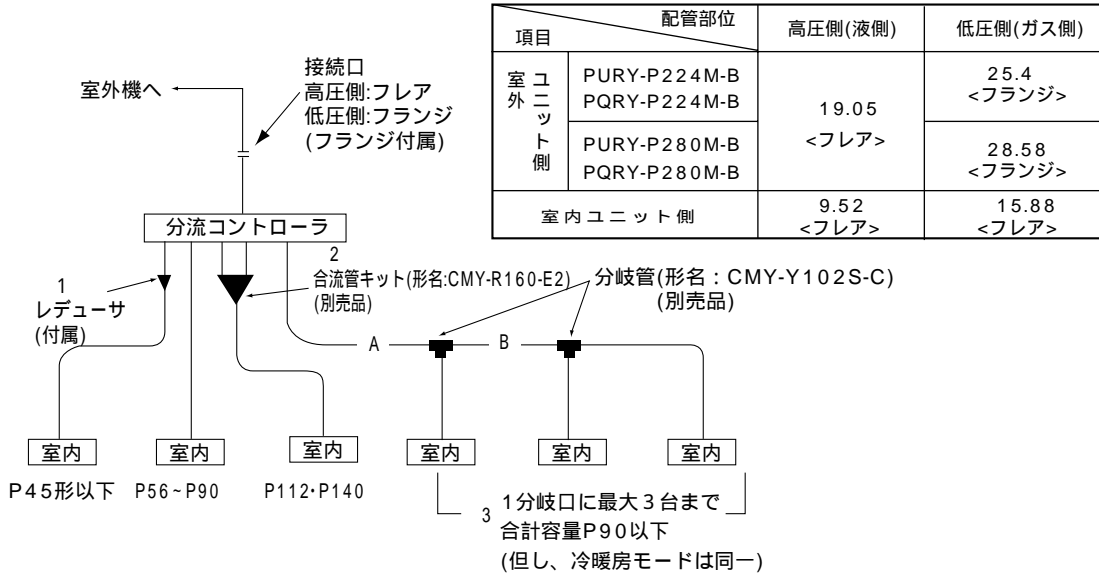 配管部位
項目
高圧側(液側)
低圧側(ガス側)
室外ユニット側
PURY-P224M-B
PQRY-P224M-B
19.05
<フレア>
25.4
<フランジ>
PURY-P280M-B
PQRY-P280M-B
28.58
<フランジ>
室内ユニット側
9.52
<フレア>
15.88
<フレア>
室外機へ
接続口
高圧側:フレア
低圧側:フランジ
(フランジ付属)
分流コントローラ
1
レデューサ
(付属)
2
合流管キット(形名:CMY-R160-E2)
(別売品)
分岐管(形名：CMY-Y102S-C)
(別売品)
A
B
室内
室内
室内
室内
室内
室内
P45形以下
P56~P90
P112･P140
3
1分岐口に最大3台まで
合計容量P90以下
(但し、冷暖房モードは同一)